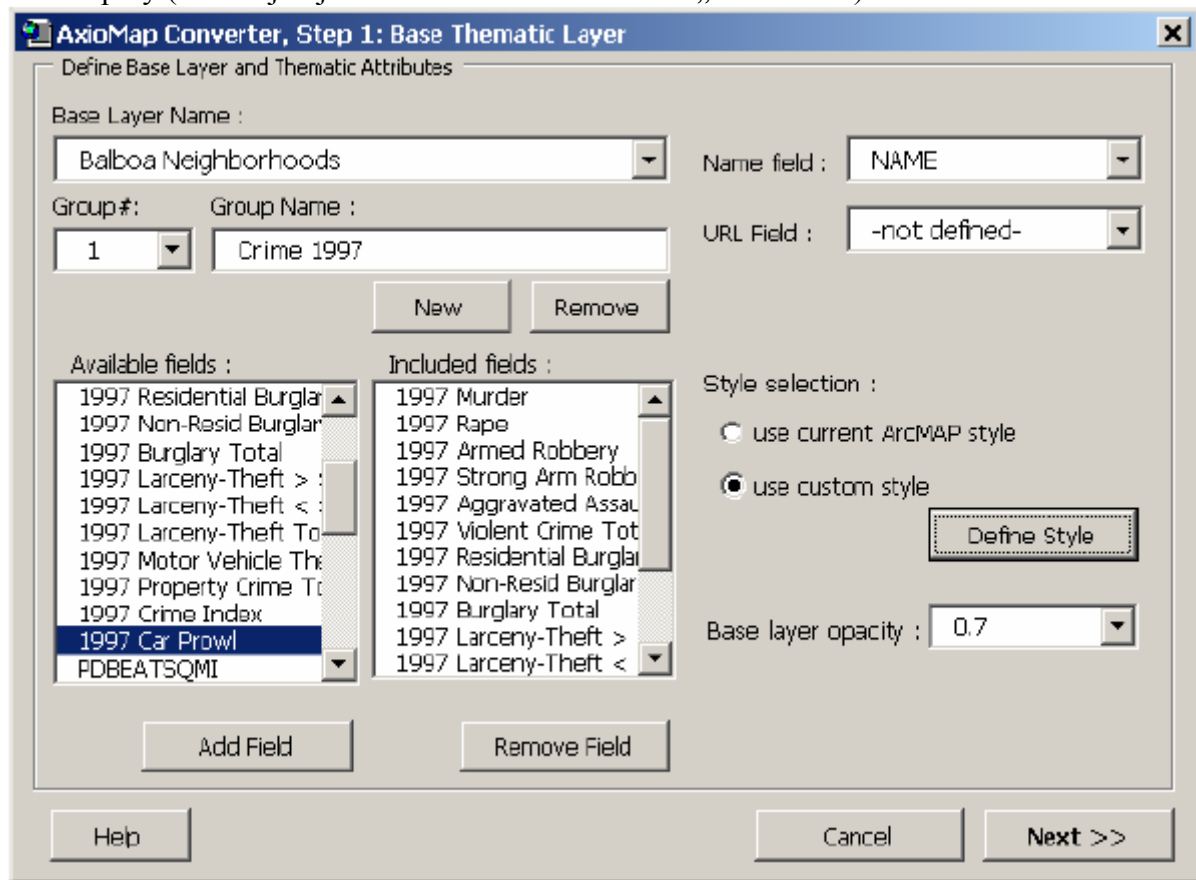 AxioMap Converter, Step 1: Base Thematic Layer
Define Base Layer and Thematic Attributes
Base Layer Name :
Balboa Neighborhoods
Name field :
NAME
Group#:
Group Name :
URL Field :
-not defined-
1
Crime 1997
New
Remove
Available fields :
1997 Residential Burglar
1997 Non-Resid Burglar
1997 Burglary Total
1997 Larceny-Theft >
1997 Larceny-Theft <
1997 Larceny-Theft To
1997 Motor Vehicle The
1997 Property Crime To
1997 Crime Index
1997 Car Prowl
PDBEATSQMI
Included fields :
1997 Murder
1997 Rape
1997 Armed Robbery
1997 Strong Arm Robb
1997 Aggravated Assau
1997 Violent Crime Tot
1997 Residential Burglar
1997 Non-Resid Burglar
1997 Burglary Total
1997 Larceny-Theft >
1997 Larceny-Theft <
Style selection :
use current ArcMAP style
use custom style
Define Style
Base layer opacity :
0.7
Add Field
Remove Field
Help
Cancel
Next >>